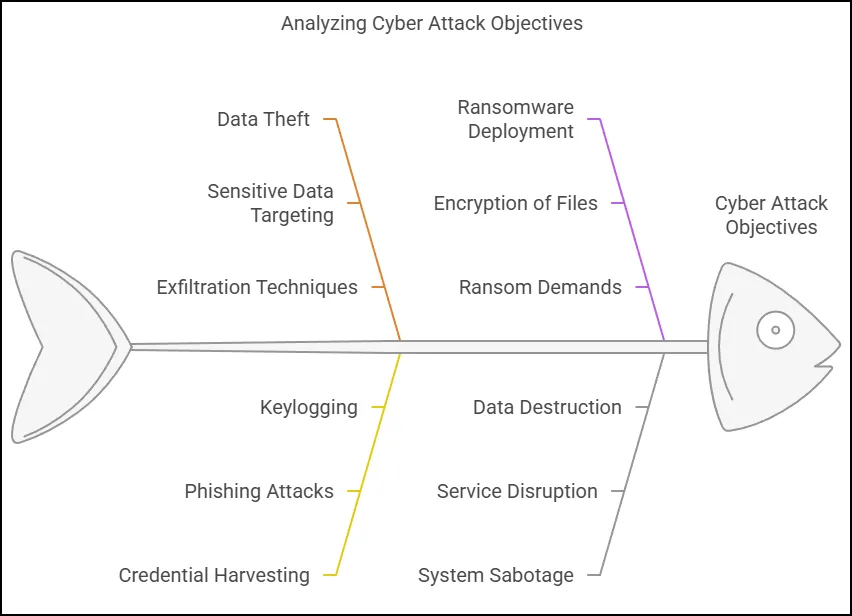 Analyzing Cyber Attack Objectives
Data Theft
Sensitive Data
Targeting
Exfiltration Techniques
Ransomware
Deployment
Encryption of Files
Ransom Demands
Cyber Attack
Objectives
Keylogging
Phishing Attacks
Credential Harvesting
Data Destruction
Service Disruption
System Sabotage